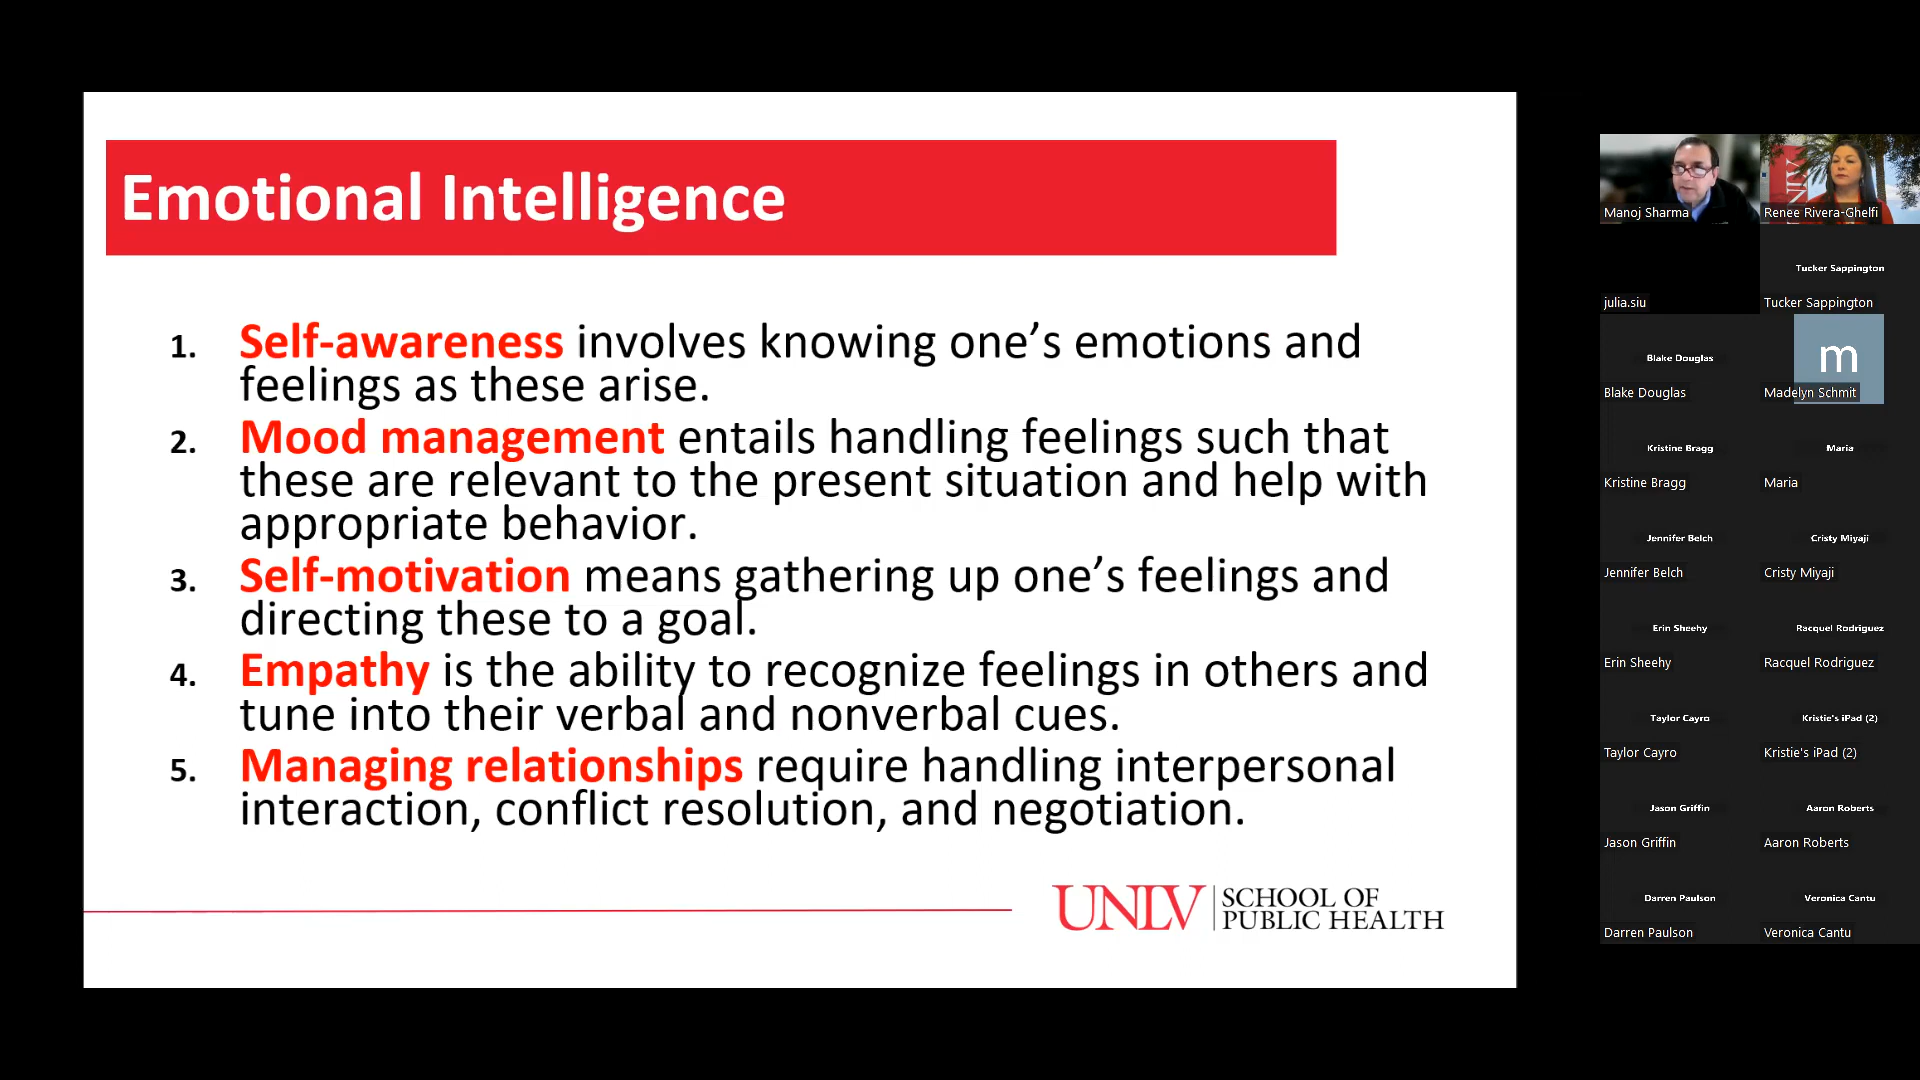 Emotional Intelligence
1. Self-awareness involves knowing one’s emotions and
feelings as these arise.
2. Mood management entails handling feelings such that
these are relevant to the present situation and help with
appropriate behavior.
3. Self-motivation means gathering up one’s feelings and
directing these to a goal.
4. Empathy is the ability to recognize feelings in others and
tune into their verbal and nonverbal cues.
5. Managing relationships require handling interpersonal
interaction, conflict resolution, and negotiation.
UNLV SCHOOL OF
PUBLIC HEALTH
Manoj Sharma
Renee Rivera-Ghelfi
julia.siu
Tucker Sappington
Tucker Sappington
Blake Douglas
Blake Douglas
m
Madelyn Schmit
Kristine Bragg
Kristine Bragg
Maria
Maria
Jennifer Belch
Jennifer Belch
Cristy Miyaji
Cristy Miyaji
Erin Sheehy
Erin Sheehy
Racquel Rodriguez
Racquel Rodriguez
Taylor Cayro
Taylor Cayro
Kristie's iPad (2)
Kristie's iPad (2)
Jason Griffin
Jason Griffin
Aaron Roberts
Aaron Roberts
Darren Paulson
Darren Paulson
Veronica Cantu
Veronica Cantu